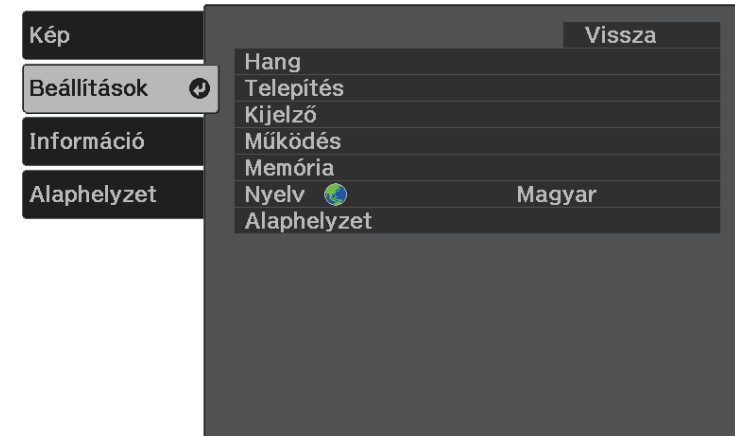 Kép
Beállítások
Információ
Alaphelyzet
Vissza
Hang
Telepítés
Kijelző
Működés
Memória
Nyelv Magyar
Alaphelyzet